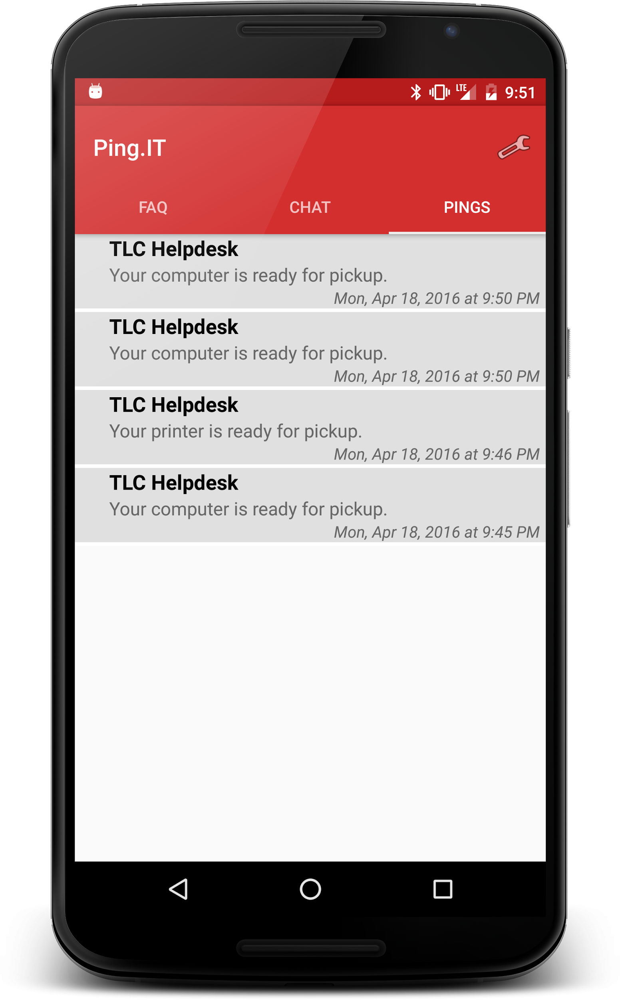 LTE 9:51
Ping.IT
FAQ CHAT PINGS
TLC Helpdesk
Your computer is ready for pickup.
Mon, Apr 18, 2016 at 9:50 PM
TLC Helpdesk
Your computer is ready for pickup.
Mon, Apr 18, 2016 at 9:50 PM
TLC Helpdesk
Your printer is ready for pickup.
Mon, Apr 18, 2016 at 9:46 PM
TLC Helpdesk
Your computer is ready for pickup.
Mon, Apr 18, 2016 at 9:45 PM